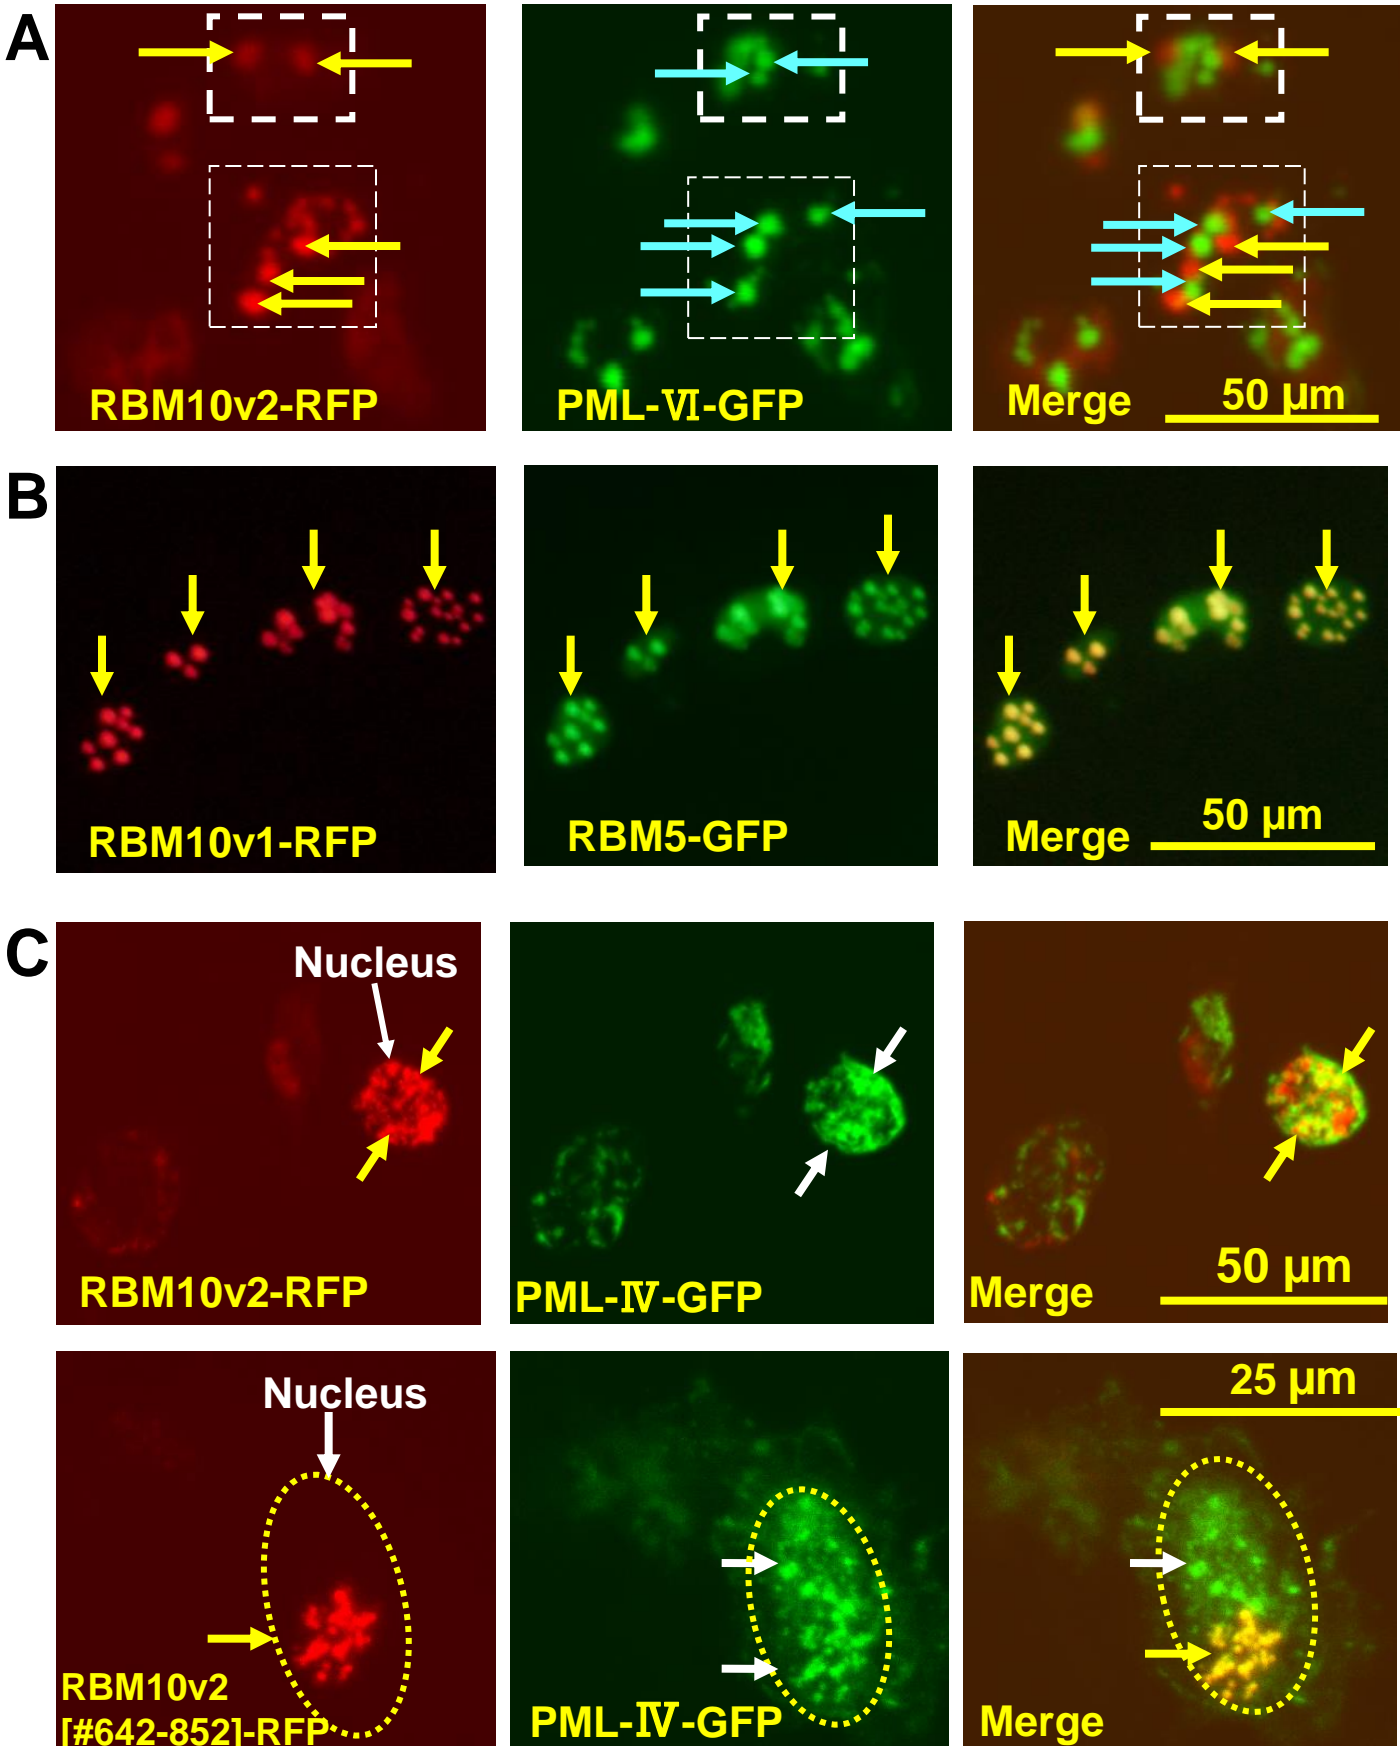 A
RBM10v2-RFP
PML-Ⅵ-GFP
Merge
50 µm
B
RBM10v1-RFP
RBM5-GFP
Merge
50 µm
C
Nucleus
RBM10v2-RFP
PML-Ⅳ-GFP
Merge
50 µm
Nucleus
RBM10v2
[#642-852]-RFP
PML-Ⅳ-GFP
25 µm
Merge